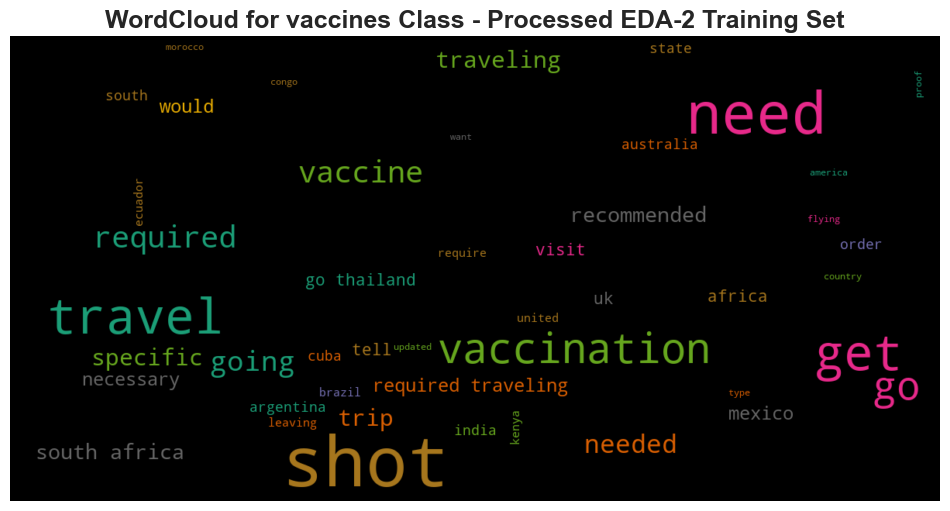 WordCloud for vaccines Class - Processed EDA-2 Training Set
morocco
state
traveling
congo
proof
south
would
need
want
australia
vaccine
america
ecuador
recommended
flying
required
visit
order
require
go thailand
country
uk
africa
travel
united
vaccination
get
specific
going
cuba
tell
updated
necessary
required traveling
go
brazil
type
argentina
trip
mexico
leaving
india
kenya
needed
south africa
shot